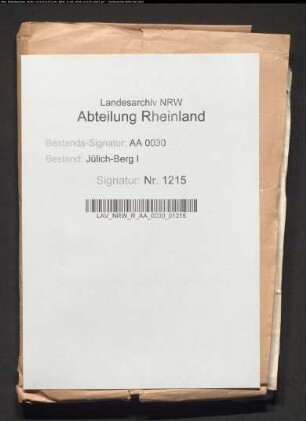 Landesarchiv NRW
Abteilung Rheinland
Bestands-Signatur: AA 0030
Bestand: Jülich-Berg I
Signatur: Nr. 1215
LAV_NRW_R_AA_0030_01215